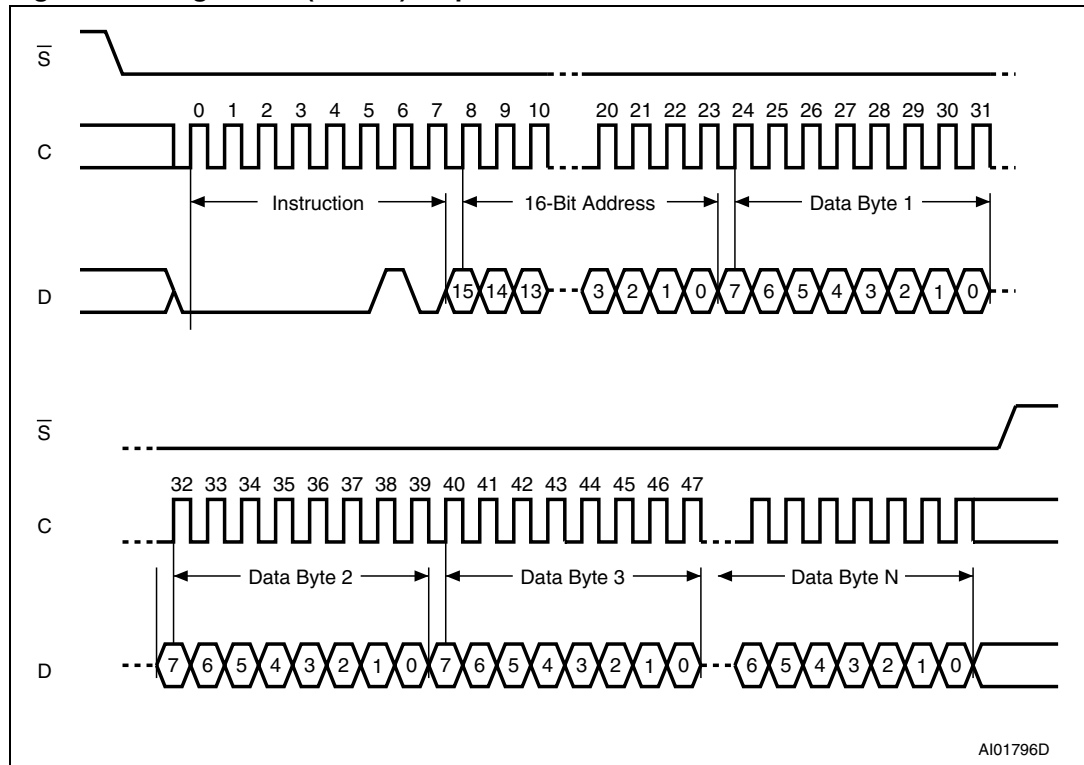 S
0 1 2 3 4 5 6 7 8 9 10 20 21 22 23 24 25 26 27 28 29 30 31
C
Instruction 16-Bit Address Data Byte 1
D 15 14 13 3 2 1 0 7 6 5 4 3 2 1 0
S
32 33 34 35 36 37 38 39 40 41 42 43 44 45 46 47
C
Data Byte 2 Data Byte 3 Data Byte N
D 7 6 5 4 3 2 1 0 7 6 5 4 3 2 1 0 6 5 4 3 2 1 0
AI01796D